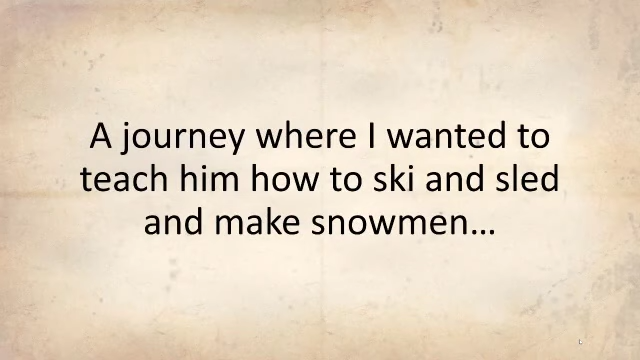 A journey where I wanted to
teach him how to ski and sled
and make snowmen…